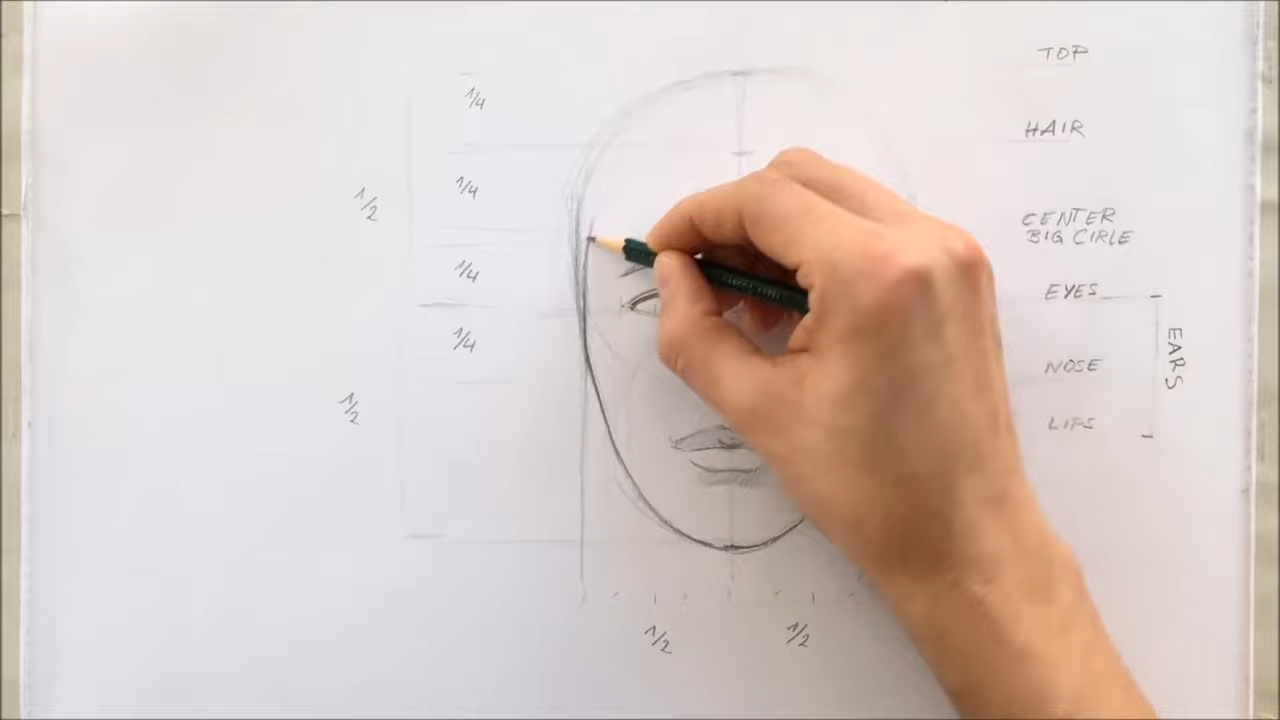 TOP
1/4
HAIR
1/4
1/2
CENTER
BIG CIRLE
1/4
EYES
1/4
EARS
NOSE
1/2
LIPS
1/2
1/2